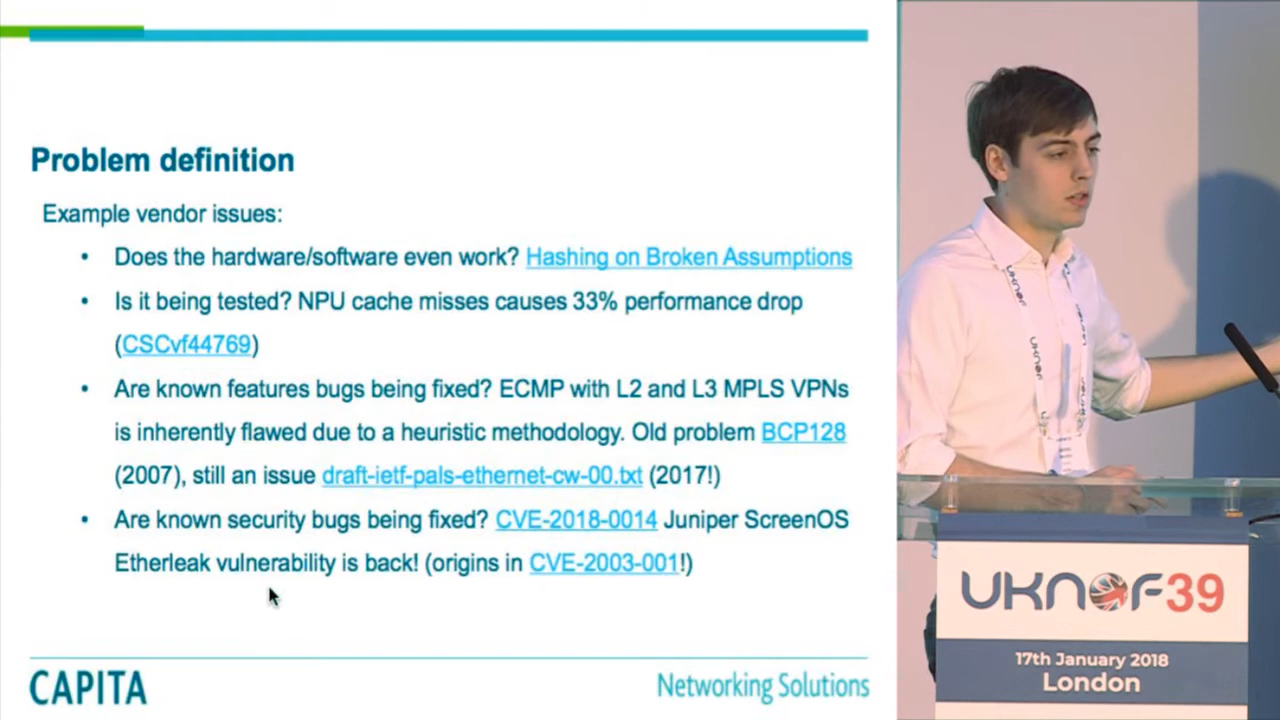 Problem definition
Example vendor issues:
• Does the hardware/software even work? Hashing on Broken Assumptions
• Is it being tested? NPU cache misses causes 33% performance drop
(CSCvf44769)
• Are known features bugs being fixed? ECMP with L2 and L3 MPLS VPNs
is inherently flawed due to a heuristic methodology. Old problem BCP128
(2007), still an issue draft-ietf-pals-ethernet-cw-00.txt (2017!)
• Are known security bugs being fixed? CVE-2018-0014 Juniper ScreenOS
Etherleak vulnerability is back! (origins in CVE-2003-001!)
CAPITA
Networking Solutions
UKNOF
UKNOF
UKNOF39
17th January 2018
London